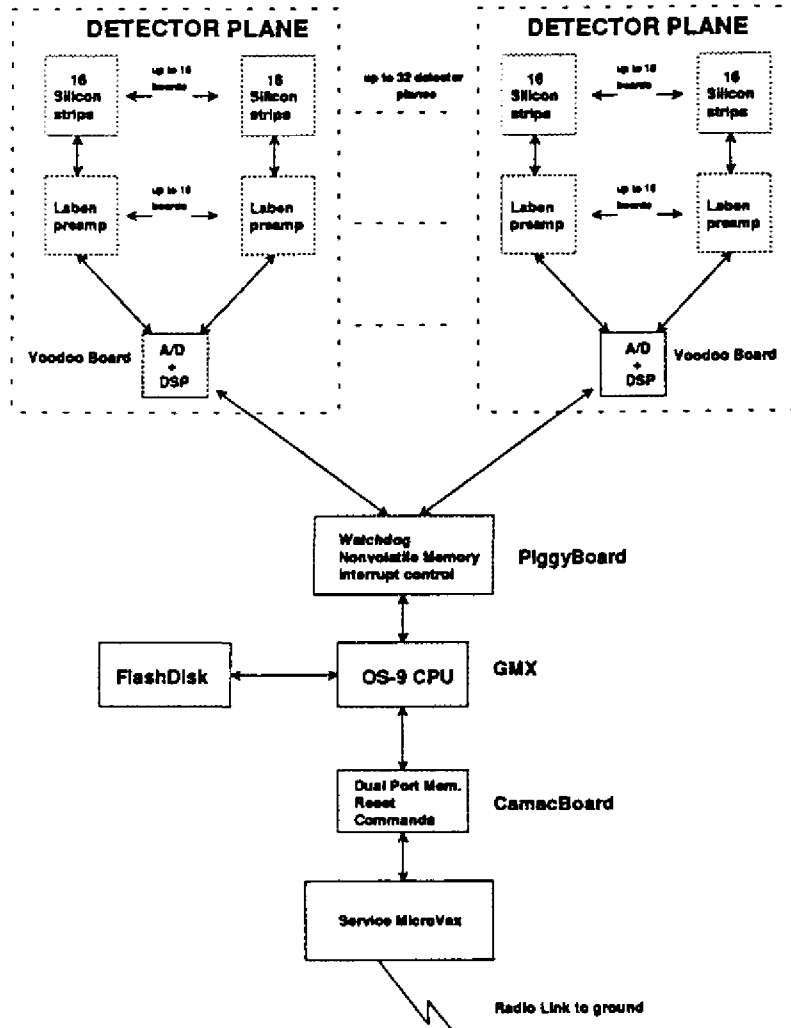 DETECTOR PLANE
DETECTOR PLANE
16
Silicon
strips
up to 16
boards
16
Silicon
strips
up to 32 detector
planes
16
Silicon
strips
up to 16
boards
16
Silicon
strips
Laben
preamp
up to 16
boards
Laben
preamp
Laben
preamp
up to 16
boards
Laben
preamp
Voodoo Board
A/D
+
DSP
A/D
+
DSP
Voodoo Board
Watchdog
Nonvolatile Memory
Interrupt control
PiggyBoard
FlashDisk
OS-9 CPU
GMX
Dual Port Mem.
Reset
Commands
CamacBoard
Service MicroVax
Radio Link to ground